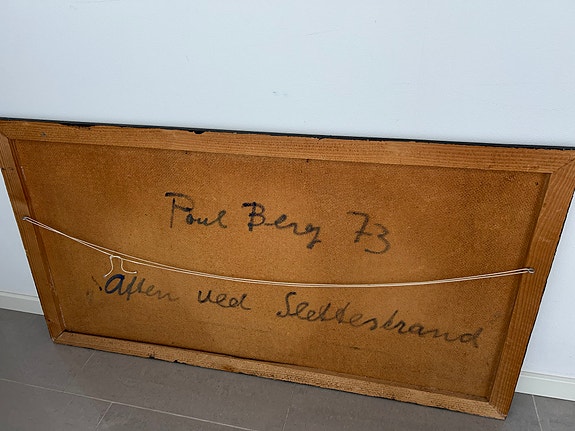 Poul Berg 73
"Aften ved Slettestrand